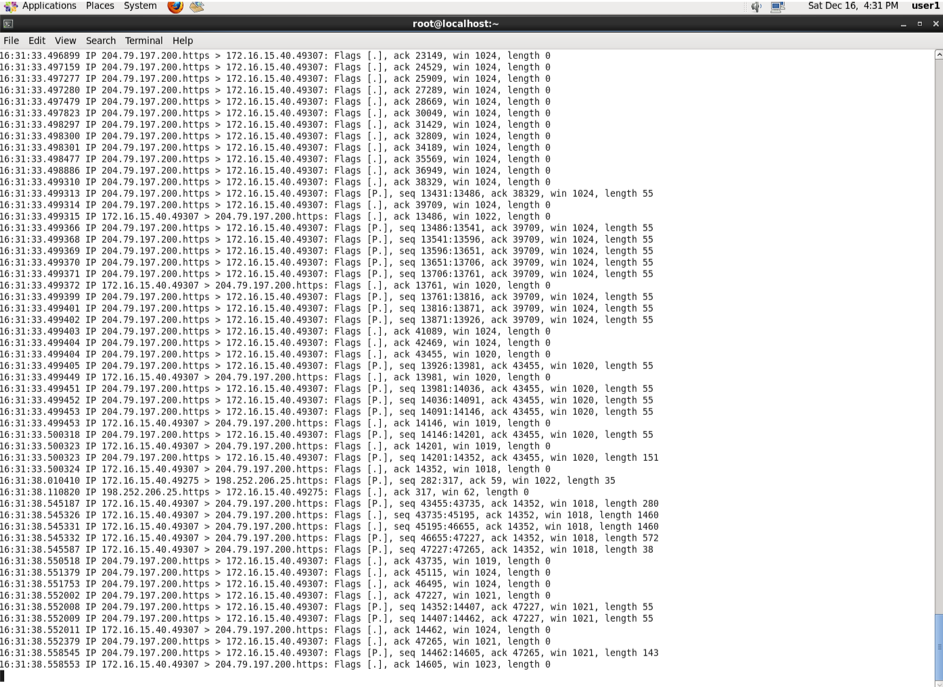 Applications Places System Sat Dec 16, 4:31 PM user1
root@localhost:~
File Edit View Search Terminal Help
16:31:33.496899 IP 204.79.197.200.https > 172.16.15.40.49307: Flags [.], ack 23149, win 1024, length 0
16:31:33.497159 IP 204.79.197.200.https > 172.16.15.40.49307: Flags [.], ack 24529, win 1024, length 0
16:31:33.497277 IP 204.79.197.200.https > 172.16.15.40.49307: Flags [.], ack 25909, win 1024, length 0
16:31:33.497280 IP 204.79.197.200.https > 172.16.15.40.49307: Flags [.], ack 27289, win 1024, length 0
16:31:33.497479 IP 204.79.197.200.https > 172.16.15.40.49307: Flags [.], ack 28669, win 1024, length 0
16:31:33.497823 IP 204.79.197.200.https > 172.16.15.40.49307: Flags [.], ack 30049, win 1024, length 0
16:31:33.498297 IP 204.79.197.200.https > 172.16.15.40.49307: Flags [.], ack 31429, win 1024, length 0
16:31:33.498300 IP 204.79.197.200.https > 172.16.15.40.49307: Flags [.], ack 32809, win 1024, length 0
16:31:33.498301 IP 204.79.197.200.https > 172.16.15.40.49307: Flags [.], ack 34189, win 1024, length 0
16:31:33.498477 IP 204.79.197.200.https > 172.16.15.40.49307: Flags [.], ack 35569, win 1024, length 0
16:31:33.498886 IP 204.79.197.200.https > 172.16.15.40.49307: Flags [.], ack 36949, win 1024, length 0
16:31:33.499310 IP 204.79.197.200.https > 172.16.15.40.49307: Flags [.], ack 38329, win 1024, length 0
16:31:33.499313 IP 204.79.197.200.https > 172.16.15.40.49307: Flags [P.], seq 13431:13486, ack 38329, win 1024, length 55
16:31:33.499314 IP 204.79.197.200.https > 172.16.15.40.49307: Flags [.], ack 39709, win 1024, length 0
16:31:33.499315 IP 172.16.15.40.49307 > 204.79.197.200.https: Flags [.], ack 13486, win 1022, length 0
16:31:33.499366 IP 204.79.197.200.https > 172.16.15.40.49307: Flags [P.], seq 13486:13541, ack 39709, win 1024, length 55
16:31:33.499368 IP 204.79.197.200.https > 172.16.15.40.49307: Flags [P.], seq 13541:13596, ack 39709, win 1024, length 55
16:31:33.499369 IP 204.79.197.200.https > 172.16.15.40.49307: Flags [P.], seq 13596:13651, ack 39709, win 1024, length 55
16:31:33.499370 IP 204.79.197.200.https > 172.16.15.40.49307: Flags [P.], seq 13651:13706, ack 39709, win 1024, length 55
16:31:33.499371 IP 204.79.197.200.https > 172.16.15.40.49307: Flags [P.], seq 13706:13761, ack 39709, win 1024, length 55
16:31:33.499372 IP 172.16.15.40.49307 > 204.79.197.200.https: Flags [.], ack 13761, win 1020, length 0
16:31:33.499399 IP 204.79.197.200.https > 172.16.15.40.49307: Flags [P.], seq 13761:13816, ack 39709, win 1024, length 55
16:31:33.499401 IP 204.79.197.200.https > 172.16.15.40.49307: Flags [P.], seq 13816:13871, ack 39709, win 1024, length 55
16:31:33.499402 IP 204.79.197.200.https > 172.16.15.40.49307: Flags [P.], seq 13871:13926, ack 39709, win 1024, length 55
16:31:33.499403 IP 204.79.197.200.https > 172.16.15.40.49307: Flags [.], ack 41089, win 1024, length 0
16:31:33.499404 IP 204.79.197.200.https > 172.16.15.40.49307: Flags [.], ack 42469, win 1024, length 0
16:31:33.499404 IP 204.79.197.200.https > 172.16.15.40.49307: Flags [.], ack 43455, win 1020, length 0
16:31:33.499405 IP 204.79.197.200.https > 172.16.15.40.49307: Flags [P.], seq 13926:13981, ack 43455, win 1020, length 55
16:31:33.499449 IP 172.16.15.40.49307 > 204.79.197.200.https: Flags [.], ack 13981, win 1020, length 0
16:31:33.499451 IP 204.79.197.200.https > 172.16.15.40.49307: Flags [P.], seq 13981:14036, ack 43455, win 1020, length 55
16:31:33.499452 IP 204.79.197.200.https > 172.16.15.40.49307: Flags [P.], seq 14036:14091, ack 43455, win 1020, length 55
16:31:33.499453 IP 204.79.197.200.https > 172.16.15.40.49307: Flags [P.], seq 14091:14146, ack 43455, win 1020, length 55
16:31:33.499453 IP 172.16.15.40.49307 > 204.79.197.200.https: Flags [.], ack 14146, win 1019, length 0
16:31:33.500318 IP 204.79.197.200.https > 172.16.15.40.49307: Flags [P.], seq 14146:14201, ack 43455, win 1020, length 55
16:31:33.500323 IP 172.16.15.40.49307 > 204.79.197.200.https: Flags [.], ack 14201, win 1019, length 0
16:31:33.500323 IP 204.79.197.200.https > 172.16.15.40.49307: Flags [P.], seq 14201:14352, ack 43455, win 1020, length 151
16:31:33.500324 IP 172.16.15.40.49307 > 204.79.197.200.https: Flags [.], ack 14352, win 1018, length 0
16:31:38.010410 IP 172.16.15.40.49275 > 198.252.206.25.https: Flags [P.], seq 282:317, ack 59, win 1022, length 35
16:31:38.110820 IP 198.252.206.25.https > 172.16.15.40.49275: Flags [.], ack 317, win 62, length 0
16:31:38.545187 IP 172.16.15.40.49307 > 204.79.197.200.https: Flags [P.], seq 43455:43735, ack 14352, win 1018, length 280
16:31:38.545326 IP 172.16.15.40.49307 > 204.79.197.200.https: Flags [.], seq 43735:45195, ack 14352, win 1018, length 1460
16:31:38.545331 IP 172.16.15.40.49307 > 204.79.197.200.https: Flags [.], seq 45195:46655, ack 14352, win 1018, length 1460
16:31:38.545332 IP 172.16.15.40.49307 > 204.79.197.200.https: Flags [P.], seq 46655:47227, ack 14352, win 1018, length 572
16:31:38.545587 IP 172.16.15.40.49307 > 204.79.197.200.https: Flags [P.], seq 47227:47265, ack 14352, win 1018, length 38
16:31:38.550518 IP 204.79.197.200.https > 172.16.15.40.49307: Flags [.], ack 43735, win 1019, length 0
16:31:38.551379 IP 204.79.197.200.https > 172.16.15.40.49307: Flags [.], ack 45115, win 1024, length 0
16:31:38.551753 IP 204.79.197.200.https > 172.16.15.40.49307: Flags [.], ack 46495, win 1024, length 0
16:31:38.552002 IP 204.79.197.200.https > 172.16.15.40.49307: Flags [.], ack 47227, win 1021, length 0
16:31:38.552008 IP 204.79.197.200.https > 172.16.15.40.49307: Flags [P.], seq 14352:14407, ack 47227, win 1021, length 55
16:31:38.552009 IP 204.79.197.200.https > 172.16.15.40.49307: Flags [P.], seq 14407:14462, ack 47227, win 1021, length 55
16:31:38.552011 IP 172.16.15.40.49307 > 204.79.197.200.https: Flags [.], ack 14462, win 1024, length 0
16:31:38.552379 IP 204.79.197.200.https > 172.16.15.40.49307: Flags [.], ack 47265, win 1021, length 0
16:31:38.558545 IP 204.79.197.200.https > 172.16.15.40.49307: Flags [P.], seq 14462:14605, ack 47265, win 1021, length 143
16:31:38.558553 IP 172.16.15.40.49307 > 204.79.197.200.https: Flags [.], ack 14605, win 1023, length 0